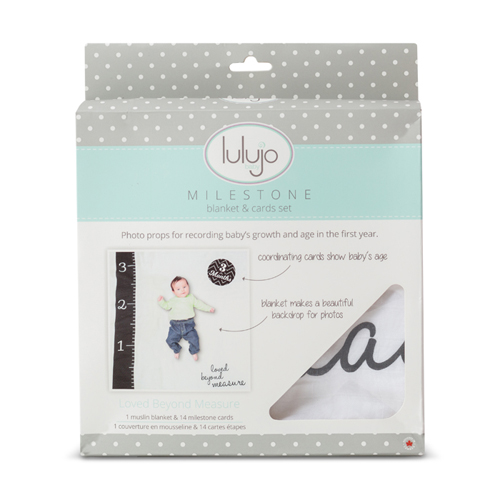 lulujo
MILESTONE
blanket & cards set
Photo props for recording baby's growth and age in the first year.
coordinating cards show baby's age
blanket makes a beautiful
backdrop for photos
3
2
1
3
Months
loved
beyond
measure
Loved Beyond Measure
1 muslin blanket & 14 milestone cards
1 couverture en mousseline & 14 cartes étapes